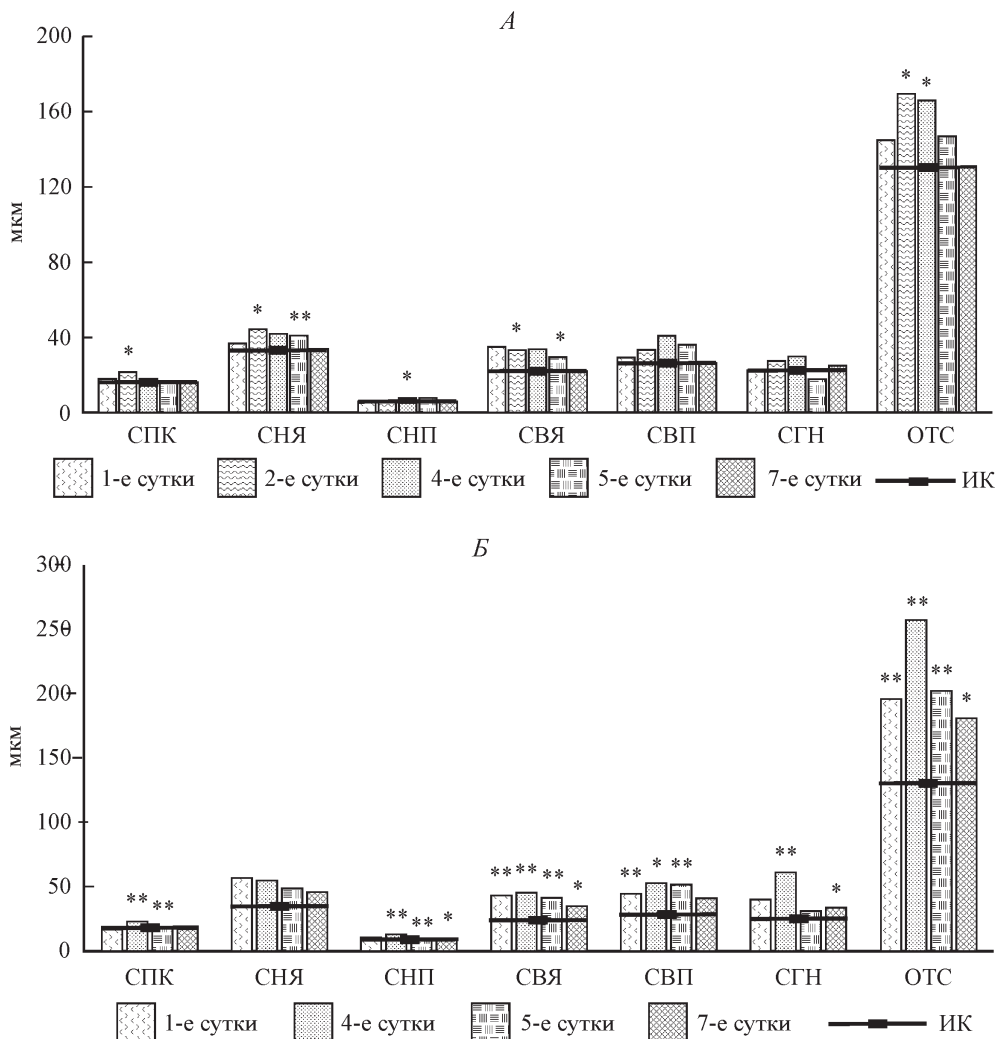 А
200
160
120
80
40
0
мкм
* * * * * * * * *
СПК СНЯ СНП СВЯ СВП СГН ОТС
1-е сутки 2-е сутки 4-е сутки 5-е сутки 7-е сутки ИК
Б
300
250
200
150
100
50
0
мкм
** ** ** ** * ** ** ** * ** * ** ** * ** ** ** *
СПК СНЯ СНП СВЯ СВП СГН ОТС
1-е сутки 4-е сутки 5-е сутки 7-е сутки ИК